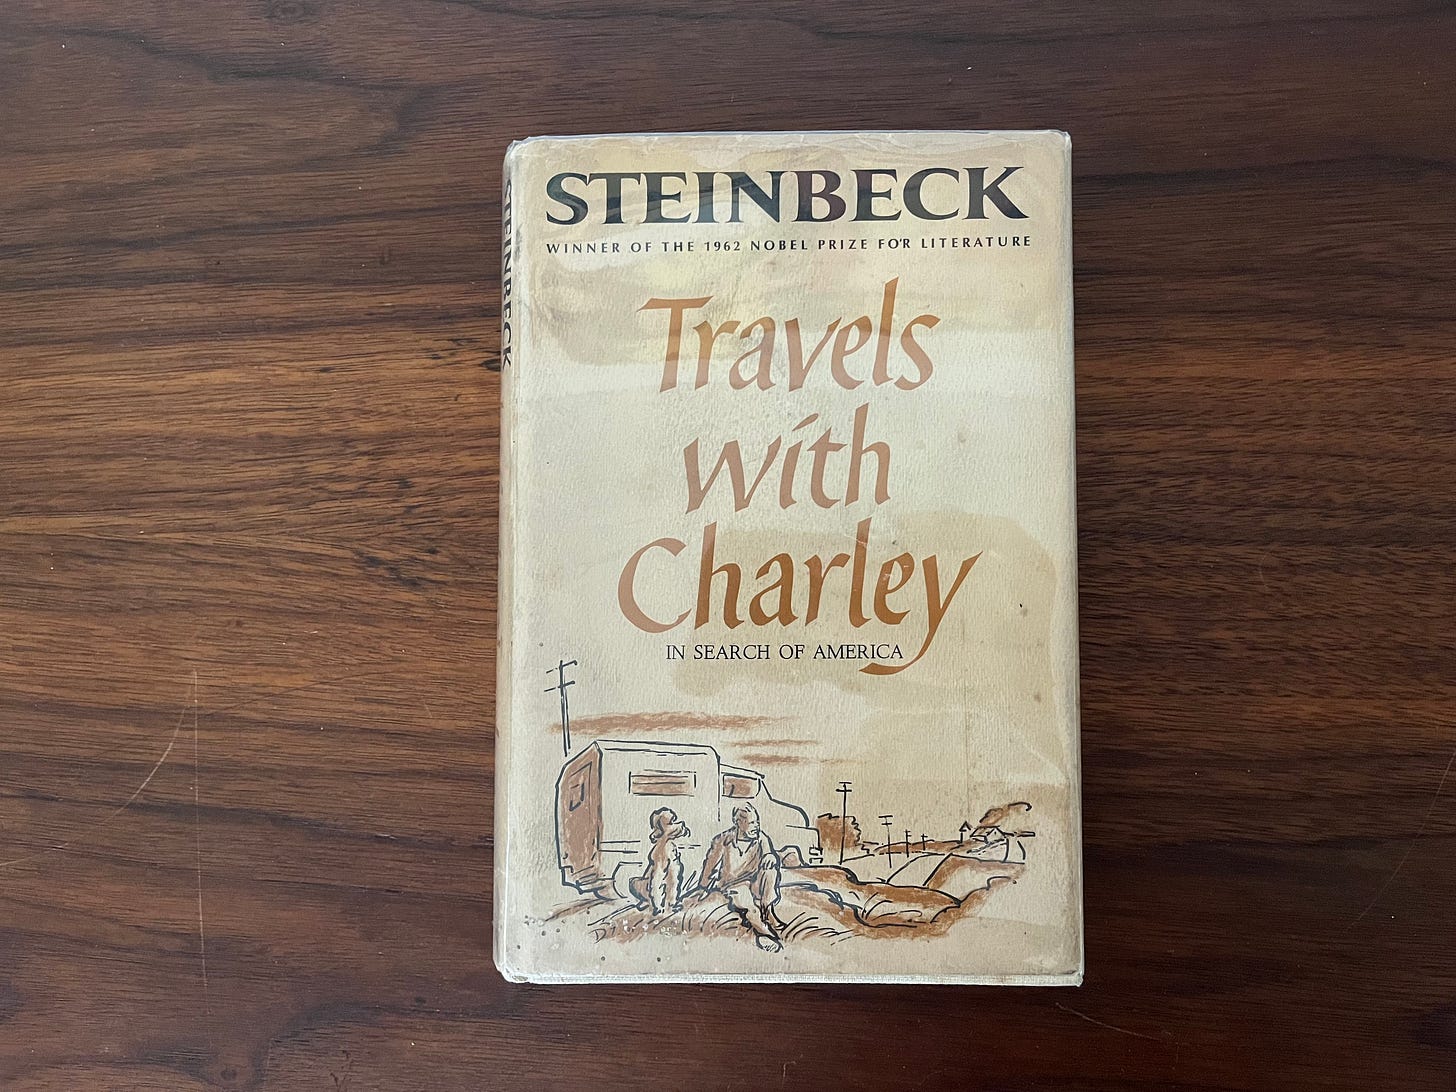 STEINBECK
WINNER OF THE 1962 NOBEL PRIZE FOR LITERATURE
Travels
with
Charley
IN SEARCH OF AMERICA
STEINBECK